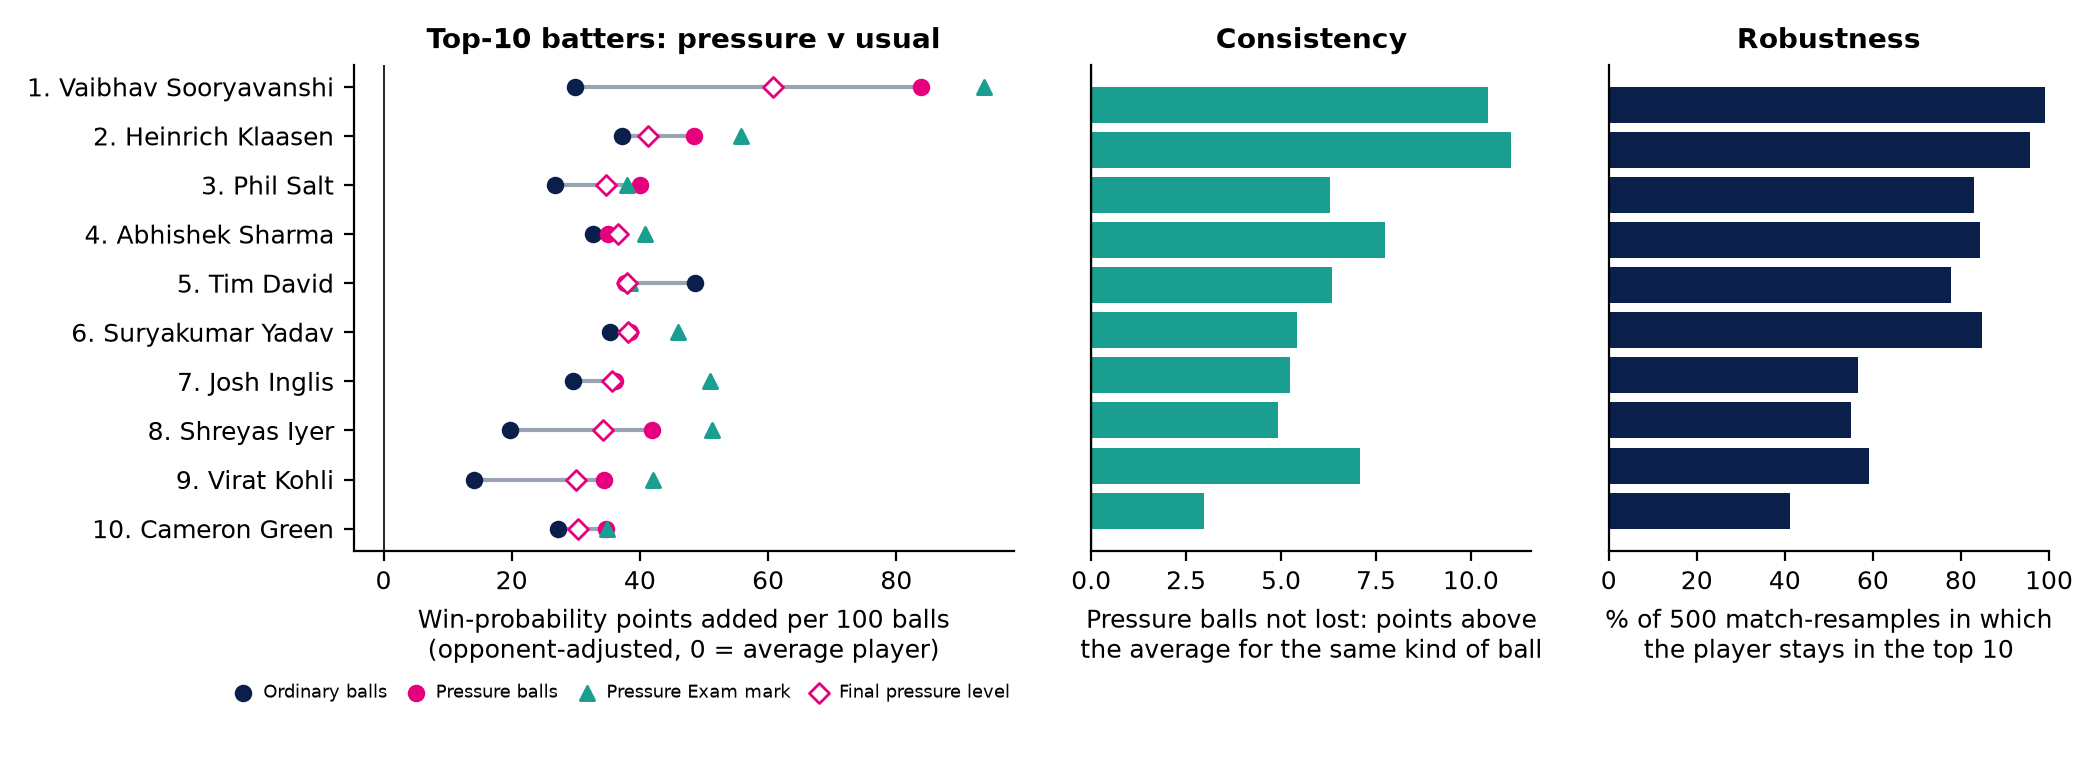 Top-10 batters: pressure v usual
1. Vaibhav Sooryavanshi
2. Heinrich Klaasen
3. Phil Salt
4. Abhishek Sharma
5. Tim David
6. Suryakumar Yadav
7. Josh Inglis
8. Shreyas Iyer
9. Virat Kohli
10. Cameron Green
0 20 40 60 80
Win-probability points added per 100 balls
(opponent-adjusted, 0 = average player)
Ordinary balls Pressure balls Pressure Exam mark Final pressure level
Consistency
0.0 2.5 5.0 7.5 10.0
Pressure balls not lost: points above
the average for the same kind of ball
Robustness
0 20 40 60 80 100
% of 500 match-resamples in which
the player stays in the top 10